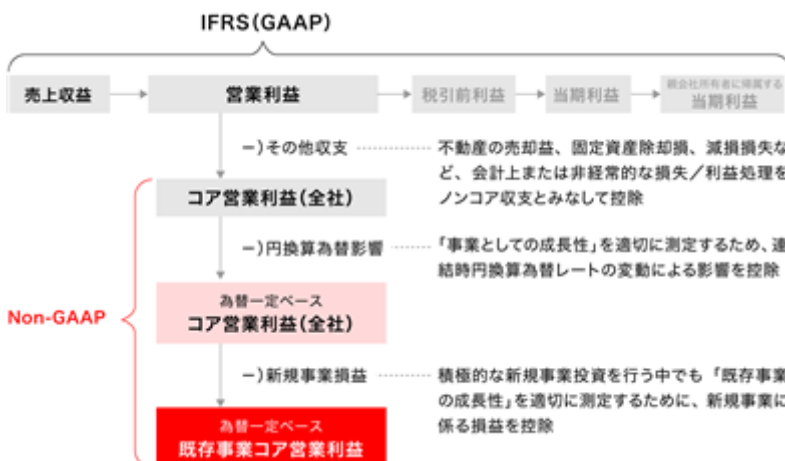 IFRS(GAAP)
売上収益
営業利益
税引前利益
当期利益
親会社所有者に帰属する
当期利益
ー)その他収支
不動産の売却益、固定資産除却損、減損損失な
ど、会計上または非経常的な損失／利益処理を
ノンコア収支とみなして控除
コア営業利益(全社)
ー)円換算為替影響
「事業としての成長性」を適切に測定するため、連
結時円換算為替レートの変動による影響を控除
Non-GAAP
為替一定ベース
コア営業利益(全社)
ー)新規事業損益
積極的な新規事業投資を行う中でも「既存事業
の成長性」を適切に測定するために、新規事業に
係る損益を控除
為替一定ベース
既存事業コア営業利益